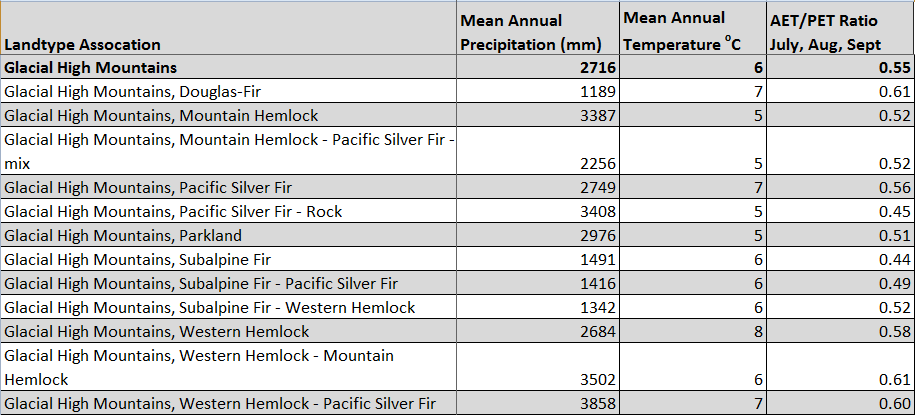 Landtype Assocation Mean Annual Precipitation (mm) Mean Annual Temperature ⁰C AET/PET Ratio July, Aug, Sept
Glacial High Mountains 2716 6 0.55
Glacial High Mountains, Douglas-Fir 1189 7 0.61
Glacial High Mountains, Mountain Hemlock 3387 5 0.52
Glacial High Mountains, Mountain Hemlock - Pacific Silver Fir -
mix 2256 5 0.52
Glacial High Mountains, Pacific Silver Fir 2749 7 0.56
Glacial High Mountains, Pacific Silver Fir - Rock 3408 5 0.45
Glacial High Mountains, Parkland 2976 5 0.51
Glacial High Mountains, Subalpine Fir 1491 6 0.44
Glacial High Mountains, Subalpine Fir - Pacific Silver Fir 1416 6 0.49
Glacial High Mountains, Subalpine Fir - Western Hemlock 1342 6 0.52
Glacial High Mountains, Western Hemlock 2684 8 0.58
Glacial High Mountains, Western Hemlock - Mountain
Hemlock 3502 6 0.61
Glacial High Mountains, Western Hemlock - Pacific Silver Fir 3858 7 0.60